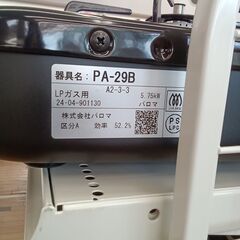 器具名: PA-29B
LPガス用 A2-3-3 5.75kW
24-04-901130 パロマ
株式会社パロマ
区分A 効率 52.2%
PS
LPG